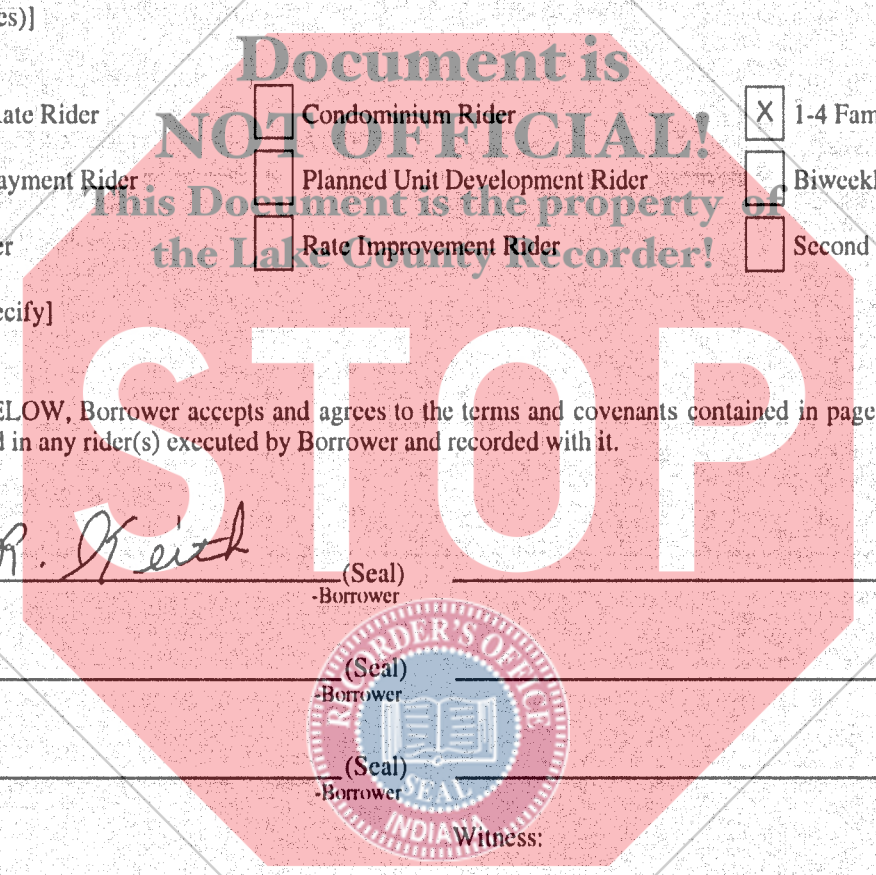 cs)]
Document is
ate Rider Condominium Rider X 1-4 Fam
NOT OFFICIAL!
ayment Rider Planned Unit Development Rider Biweekl
This Document is the property of
er Rate Improvement Rider Second
the Lake County Recorder!
ecify]
STOP
ELOW, Borrower accepts and agrees to the terms and covenants contained in page
d in any rider(s) executed by Borrower and recorded with it.
R. Keith
(Seal)
-Borrower
(Seal)
-Borrower
RECORDER'S OFFICE
(Seal)
-Borrower
SEAL
INDIANA
Witness: